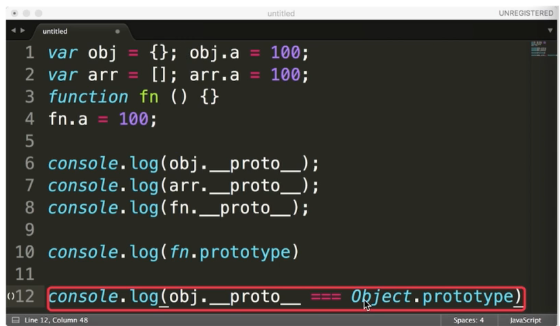 untitled
UNREGISTERED
untitled
1 var obj = {}; obj.a = 100;
2 var arr = []; arr.a = 100;
3 function fn () {}
4 fn.a = 100;
5
6 console.log(obj.__proto__);
7 console.log(arr.__proto__);
8 console.log(fn.__proto__);
9
10 console.log(fn.prototype)
11
12 console.log(obj.__proto__ === Object.prototype)
Line 12, Column 48
Spaces: 4
JavaScript